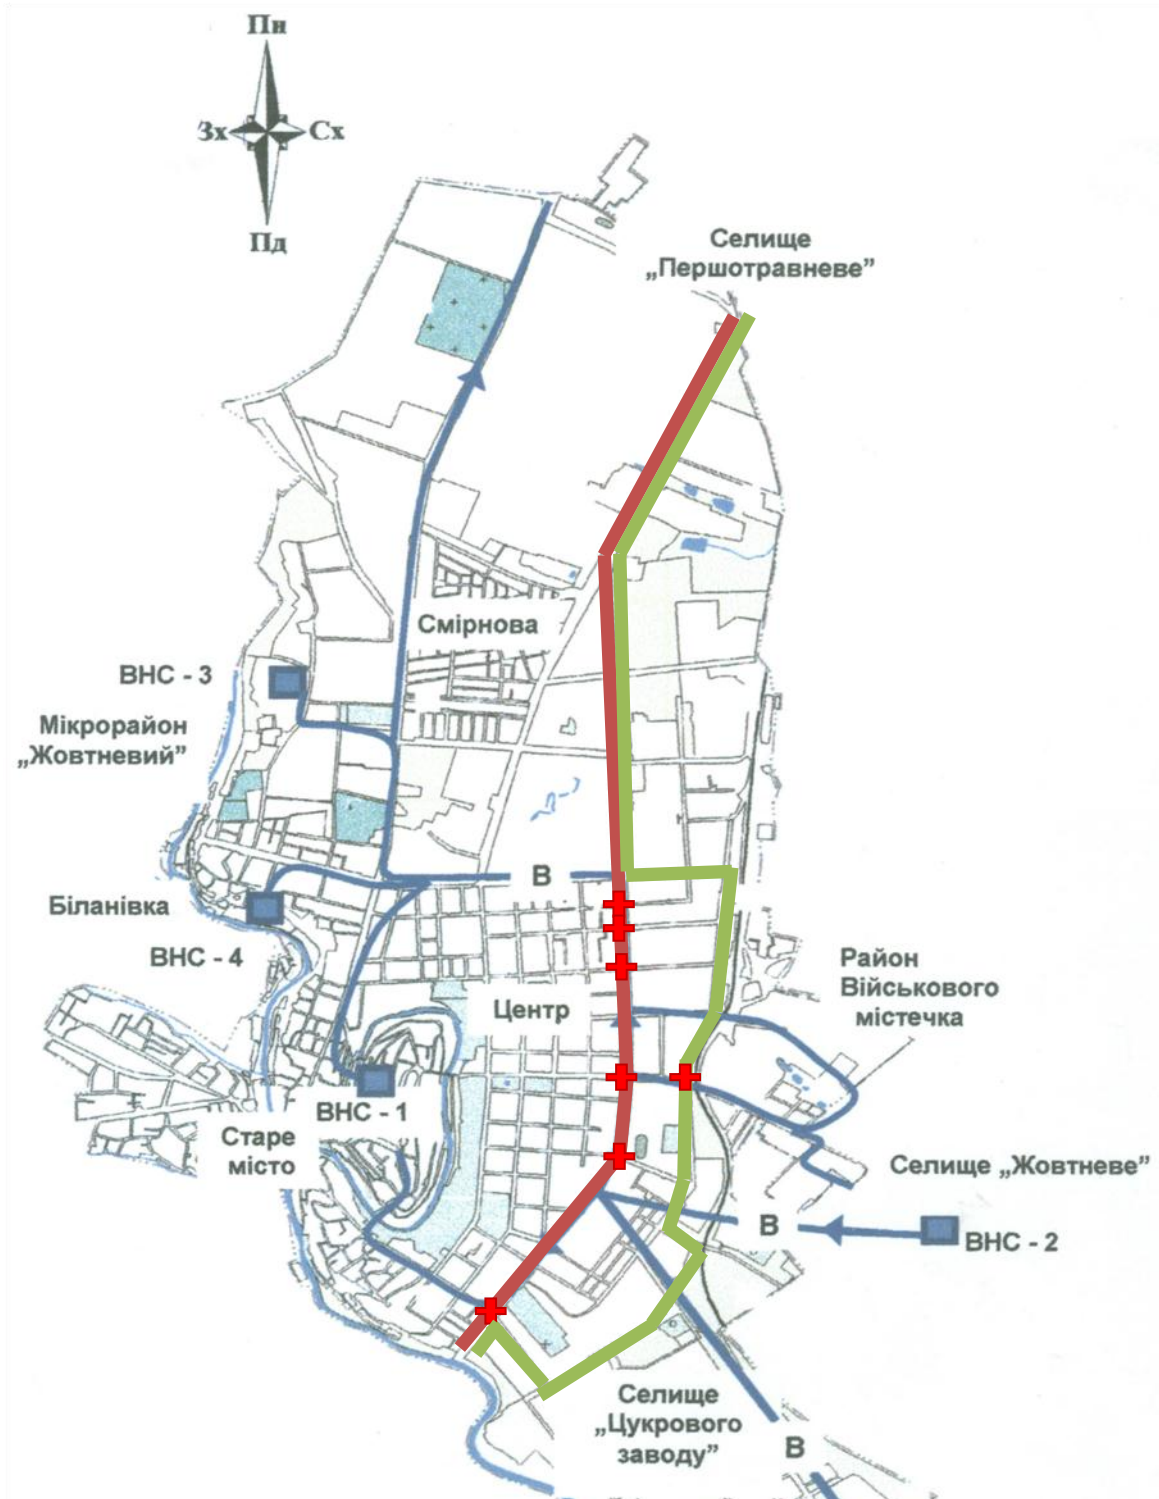 Пн
Зх
Сх
Пд
Селище
„Першотравневе”
Смірнова
ВНС - 3
Мікрорайон
„Жовтневий”
В
Біланівка
ВНС - 4
Район
Військового
містечка
Центр
ВНС - 1
Старе
місто
Селище „Жовтневе”
В
ВНС - 2
Селище
„Цукрового
заводу”
В